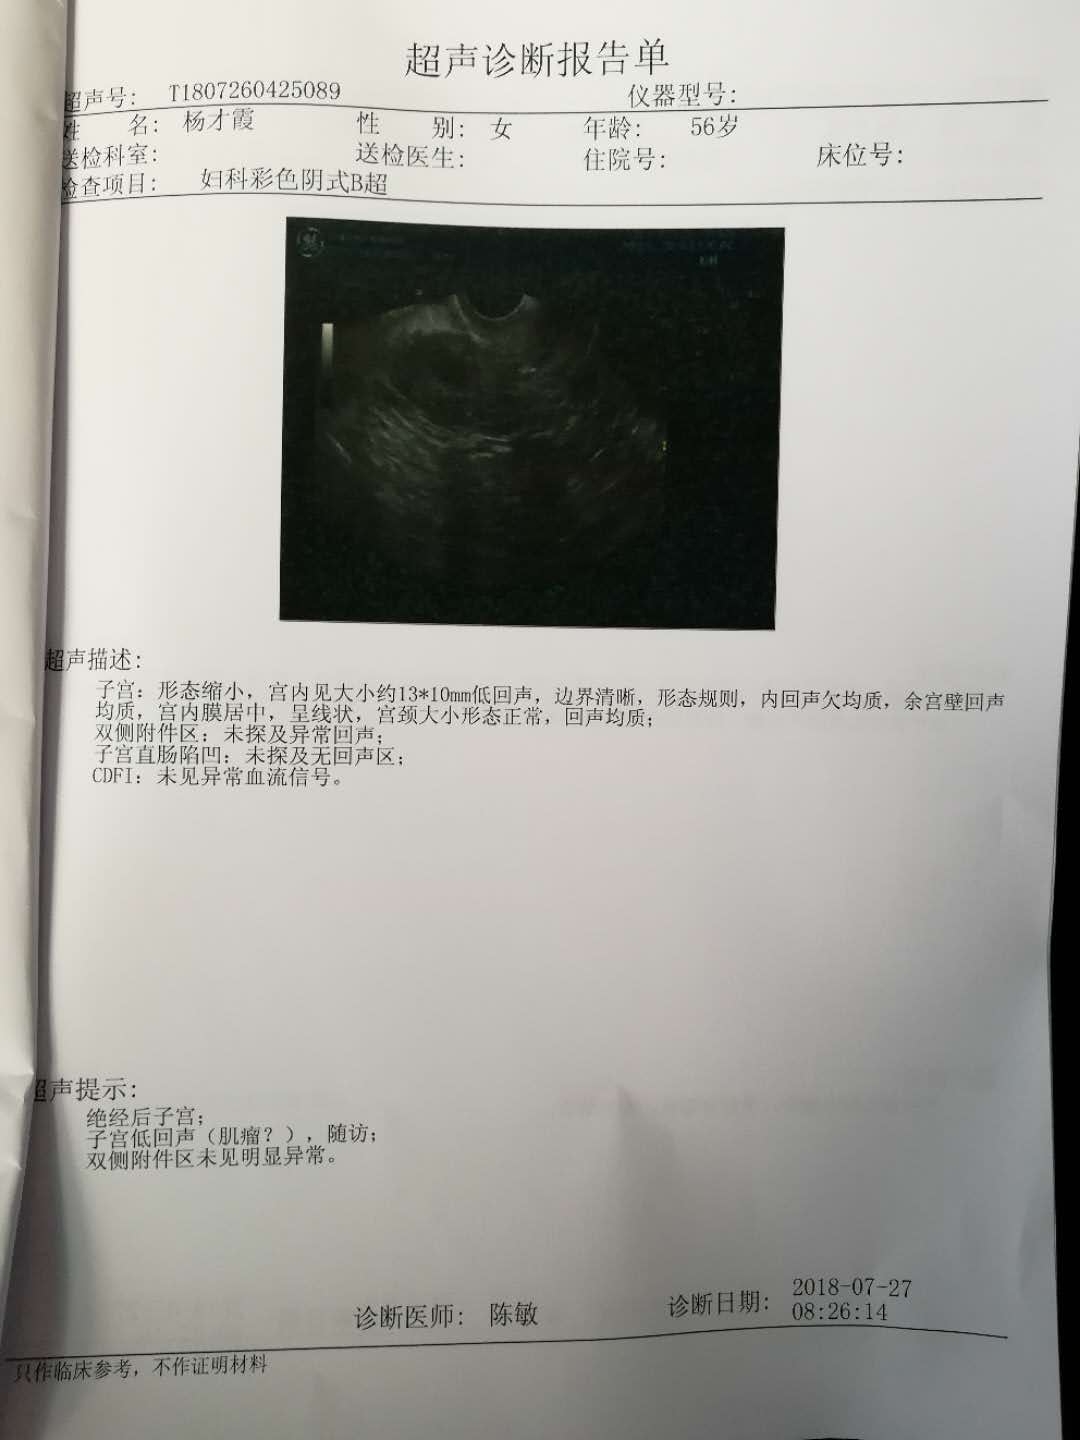 超声诊断报告单
超声号: T1807260425089 仪器型号:
姓 名: 杨才霞 性 别: 女 年龄: 56岁
送检科室: 送检医生: 住院号: 床位号:
检查项目: 妇科彩色阴式B超
超声描述:
子宫: 形态缩小, 宫内见大小约13*10mm低回声, 边界清晰, 形态规则, 内回声欠均质, 余宫壁回声
均质, 宫内膜居中, 呈线状, 宫颈大小形态正常, 回声均质;
双侧附件区: 未探及异常回声;
子宫直肠陷凹: 未探及无回声区;
CDFI: 未见异常血流信号。
超声提示:
绝经后子宫;
子宫低回声（肌瘤?）, 随访;
双侧附件区未见明显异常。
诊断医师: 陈敏 诊断日期: 2018-07-27
08:26:14
只作临床参考, 不作证明材料